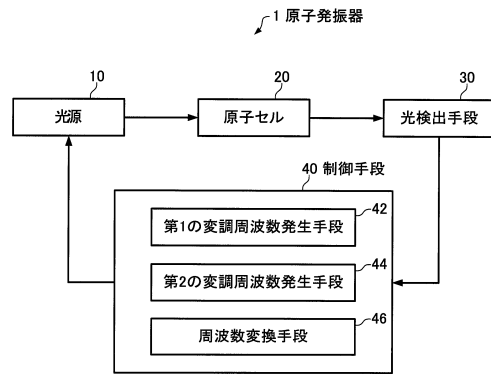 1 原子発振器
10
20
30
光源
原子セル
光検出手段
40 制御手段
第1の変調周波数発生手段
42
第2の変調周波数発生手段
44
周波数変換手段
46